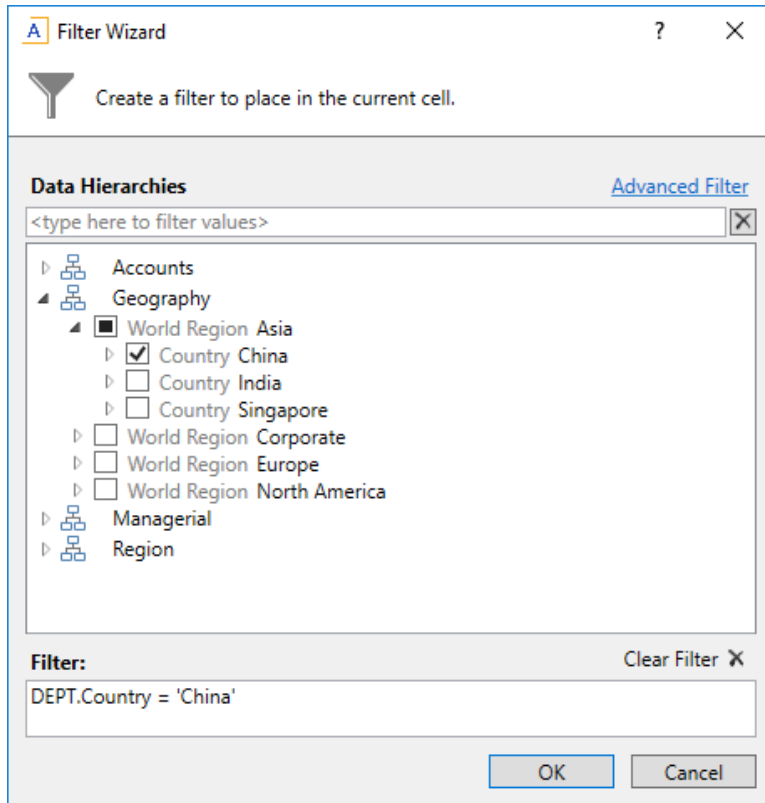 A Filter Wizard ?
Create a filter to place in the current cell.
Data Hierarchies Advanced Filter
<type here to filter values>
Accounts
Geography
World Region Asia
Country China
Country India
Country Singapore
World Region Corporate
World Region Europe
World Region North America
Managerial
Region
Filter: Clear Filter
DEPT.Country = 'China'
OK Cancel